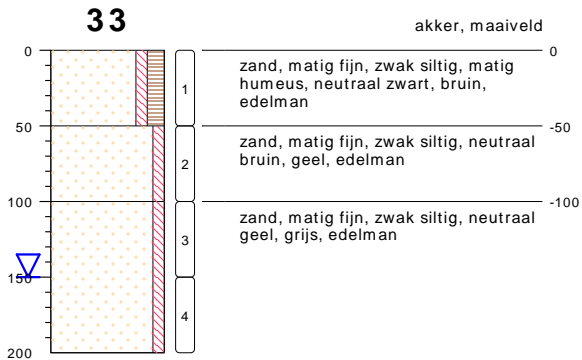 33
akker, maaiveld
0
0
zand, matig fijn, zwak siltig, matig
humeus, neutraal zwart, bruin,
edelman
1
50
-50
zand, matig fijn, zwak siltig, neutraal
bruin, geel, edelman
2
100
-100
zand, matig fijn, zwak siltig, neutraal
geel, grijs, edelman
3
150
4
200